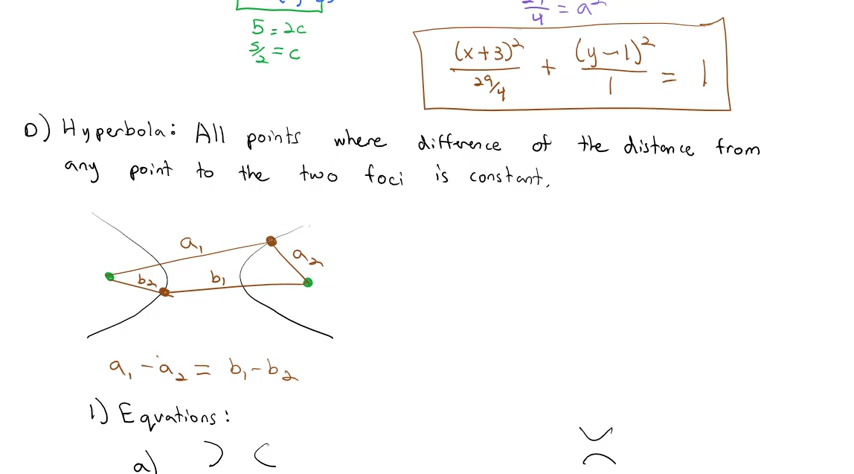 5 = 2c
5/2 = c
/4 = a²
(x+3)²/(29/4) + (y−1)²/1 = 1
D) Hyperbola: All points where difference of the distance from
any point to the two foci is constant.
a₁
a₂
b₂
b₁
a₁ − a₂ = b₁ − b₂
1) Equations:
a)